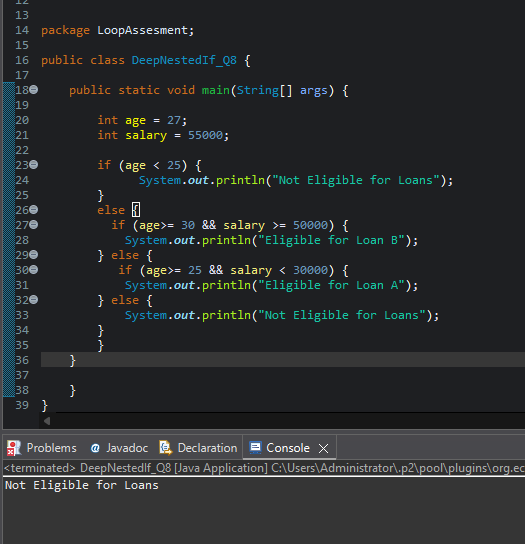 12
13
14 package LoopAssesment;
15
16 public class DeepNestedIf_Q8 {
17
18 public static void main(String[] args) {
19
20 int age = 27;
21 int salary = 55000;
22
23 if (age < 25) {
24 System.out.println("Not Eligible for Loans");
25 }
26 else {
27 if (age>= 30 && salary >= 50000) {
28 System.out.println("Eligible for Loan B");
29 } else {
30 if (age>= 25 && salary < 30000) {
31 System.out.println("Eligible for Loan A");
32 } else {
33 System.out.println("Not Eligible for Loans");
34 }
35 }
36 }
37
38 }
39 }
Problems @ Javadoc Declaration Console
<terminated> DeepNestedIf_Q8 [Java Application] C:\Users\Administrator\.p2\pool\plugins\org.ec
Not Eligible for Loans